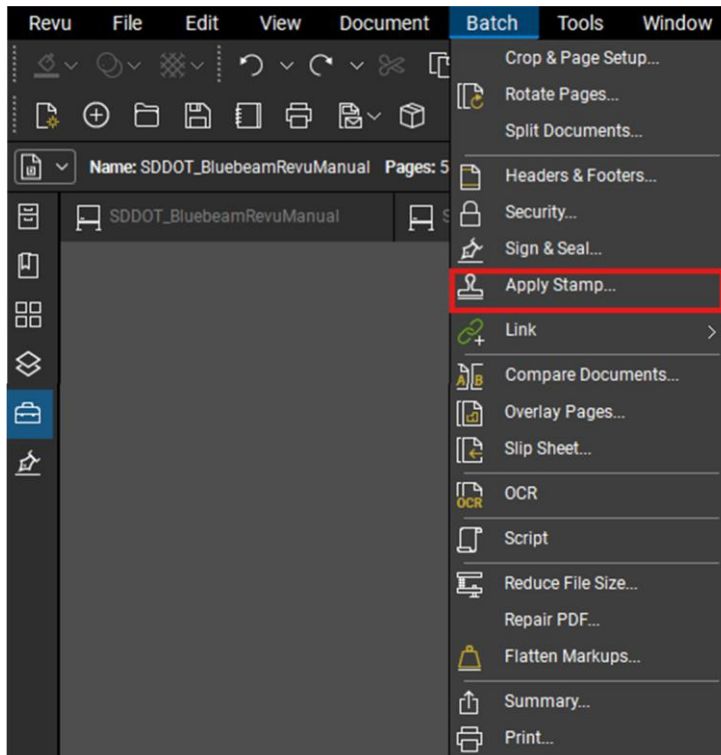 Revu File Edit View Document Batch Tools Window
Crop & Page Setup...
Rotate Pages...
Split Documents...
Name: SDDOT_BluebeamRevuManual Pages: 5
Headers & Footers...
SDDOT_BluebeamRevuManual S
Security...
Sign & Seal...
Apply Stamp...
Link
A B Compare Documents...
Overlay Pages...
Slip Sheet...
OCR OCR
Script
Reduce File Size...
Repair PDF...
Flatten Markups...
Summary...
Print...